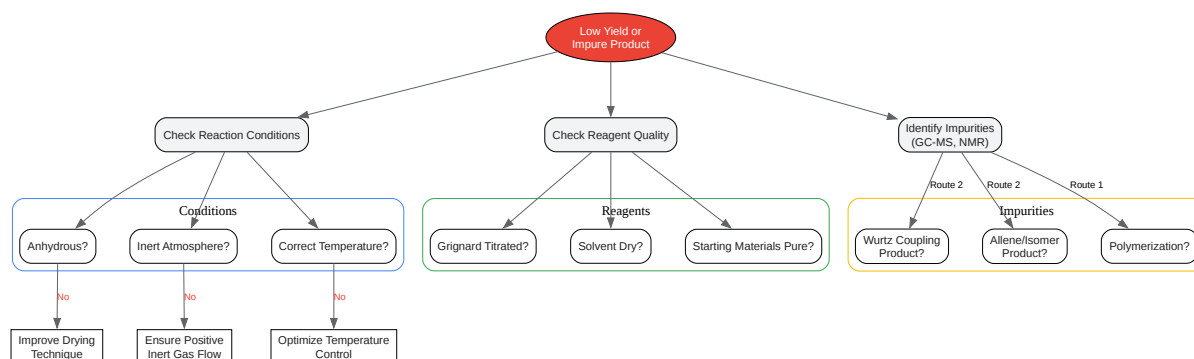 Low Yield or
Impure Product
Check Reaction Conditions
Check Reagent Quality
Identify Impurities
(GC-MS, NMR)
Route 2
Route 2
Route 1
Conditions
Reagents
Impurities
Anhydrous?
Inert Atmosphere?
Correct Temperature?
Grignard Titrated?
Solvent Dry?
Starting Materials Pure?
Wurtz Coupling
Product?
Allene/Isomer
Product?
Polymerization?
No
No
No
Improve Drying
Technique
Ensure Positive
Inert Gas Flow
Optimize Temperature
Control